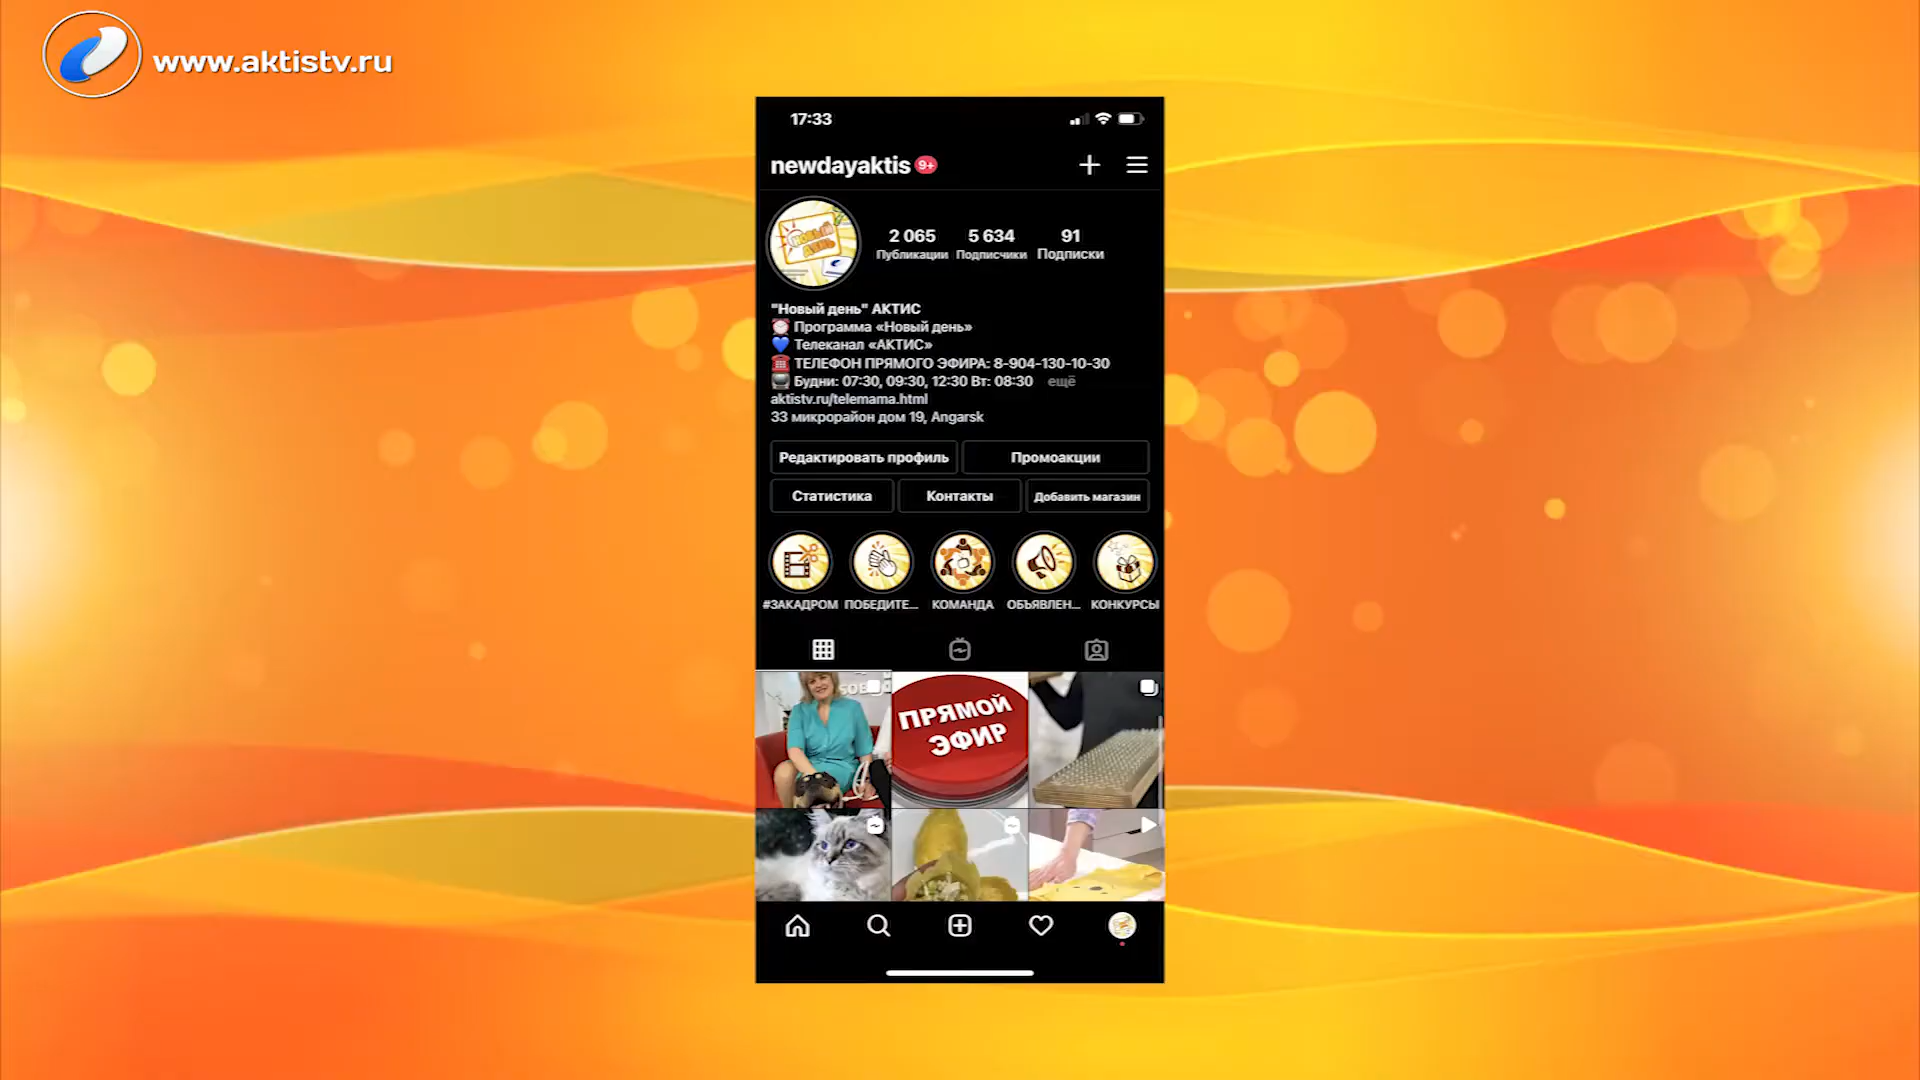 www.aktistv.ru
17:33
newdayaktis 9+
НОВЫЙ
ДЕНЬ
2 065 5 634 91
Публикации Подписчики Подписки
"Новый день" АКТИС
Программа «Новый день»
Телеканал «АКТИС»
ТЕЛЕФОН ПРЯМОГО ЭФИРА: 8-904-130-10-30
Будни: 07:30, 09:30, 12:30 Вт: 08:30 ещё
aktistv.ru/telemama.html
33 микрорайон дом 19, Angarsk
Редактировать профиль Промоакции
Статистика Контакты Добавить магазин
#ЗАКАДРОМ ПОБЕДИТЕ... КОМАНДА ОБЪЯВЛЕН... КОНКУРСЫ
ПРЯМОЙ
ЭФИР